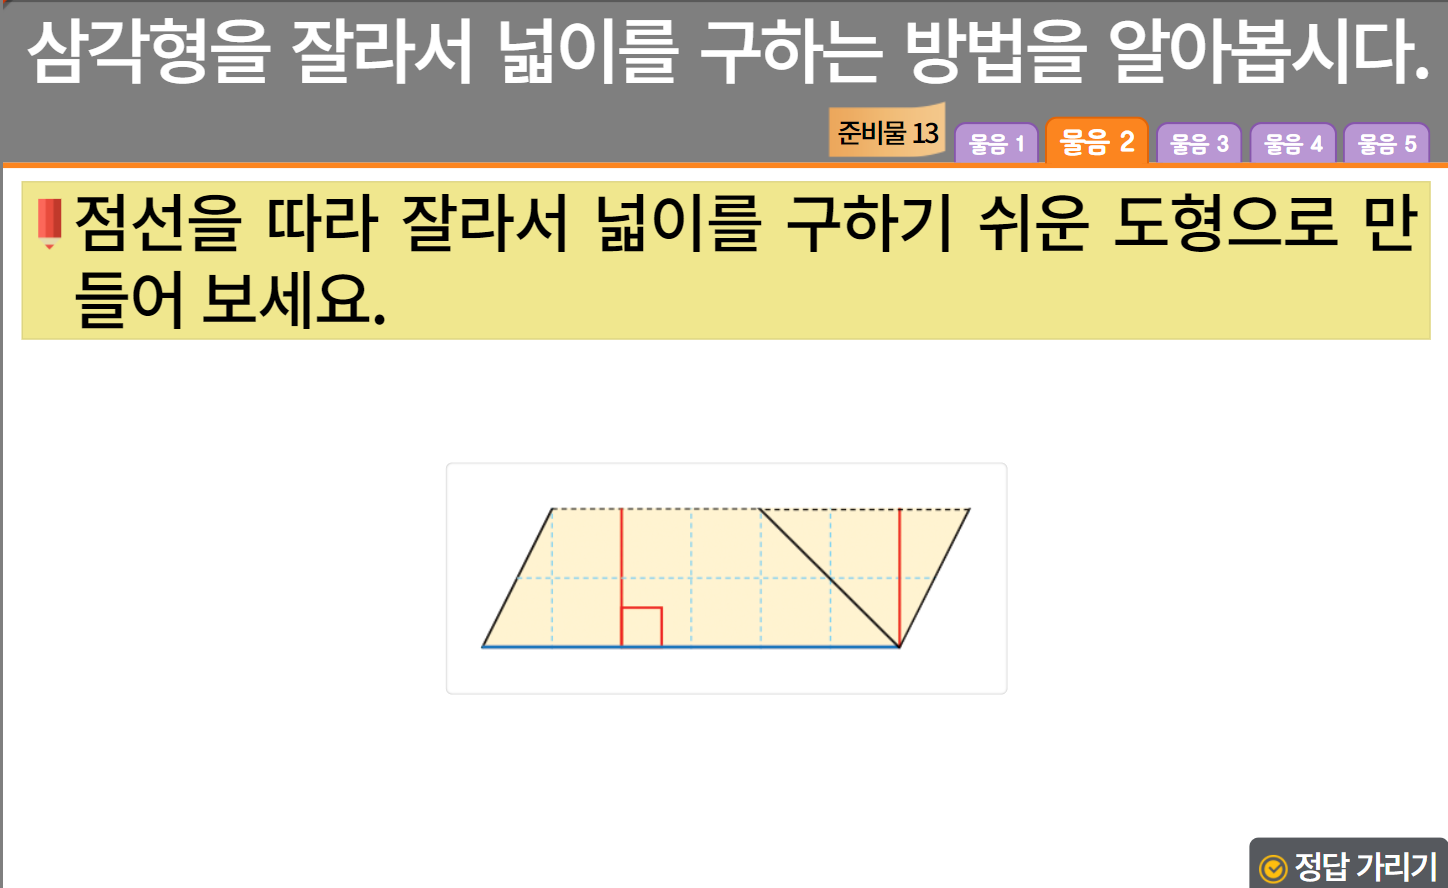 삼각형을 잘라서 넓이를 구하는 방법을 알아봅시다.
준비물 13
물음 1
물음 2
물음 3
물음 4
물음 5
점선을 따라 잘라서 넓이를 구하기 쉬운 도형으로 만
들어 보세요.
정답 가리기